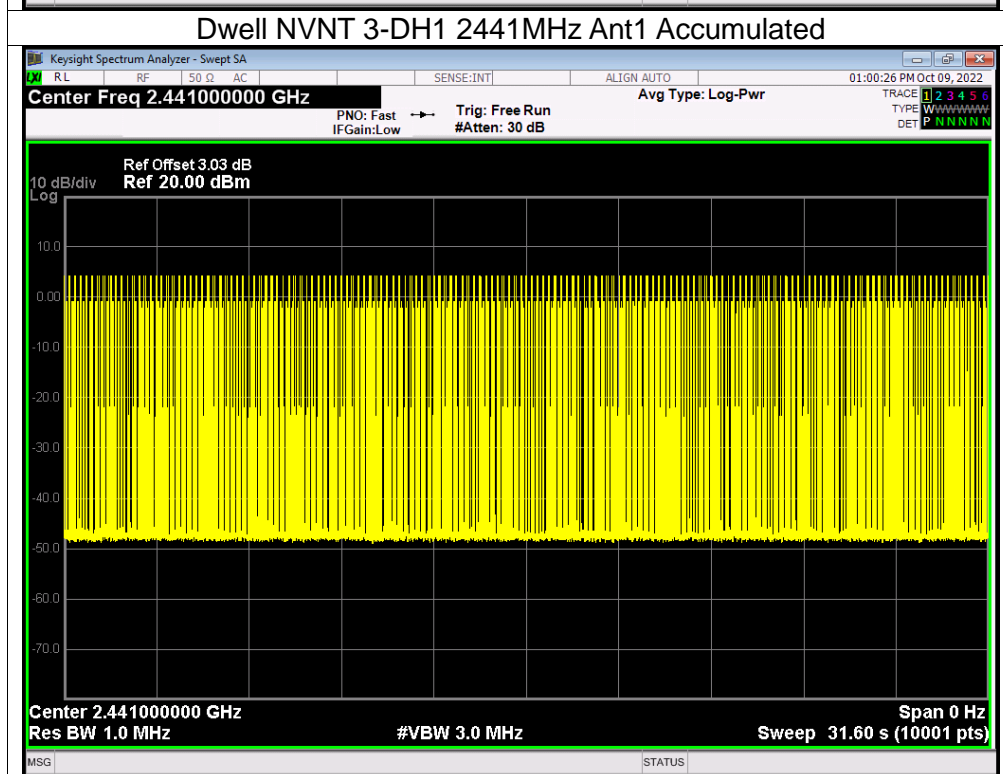 Dwell NVNT 3-DH1 2441MHz Ant1 Accumulated
Keysight Spectrum Analyzer - Swept SA
LXI RL RF 50 Ω AC SENSE:INT ALIGN AUTO 01:00:26 PM Oct 09, 2022
Center Freq 2.441000000 GHz
PNO: Fast
IFGain:Low
Trig: Free Run
#Atten: 30 dB
Avg Type: Log-Pwr
TRACE 1 2 3 4 5 6
TYPE WWWWWW
DET P N N N N N
Ref Offset 3.03 dB
10 dB/div Ref 20.00 dBm
Log
10.0
0.00
-10.0
-20.0
-30.0
-40.0
-50.0
-60.0
-70.0
Center 2.441000000 GHz Span 0 Hz
Res BW 1.0 MHz #VBW 3.0 MHz Sweep 31.60 s (10001 pts)
MSG STATUS